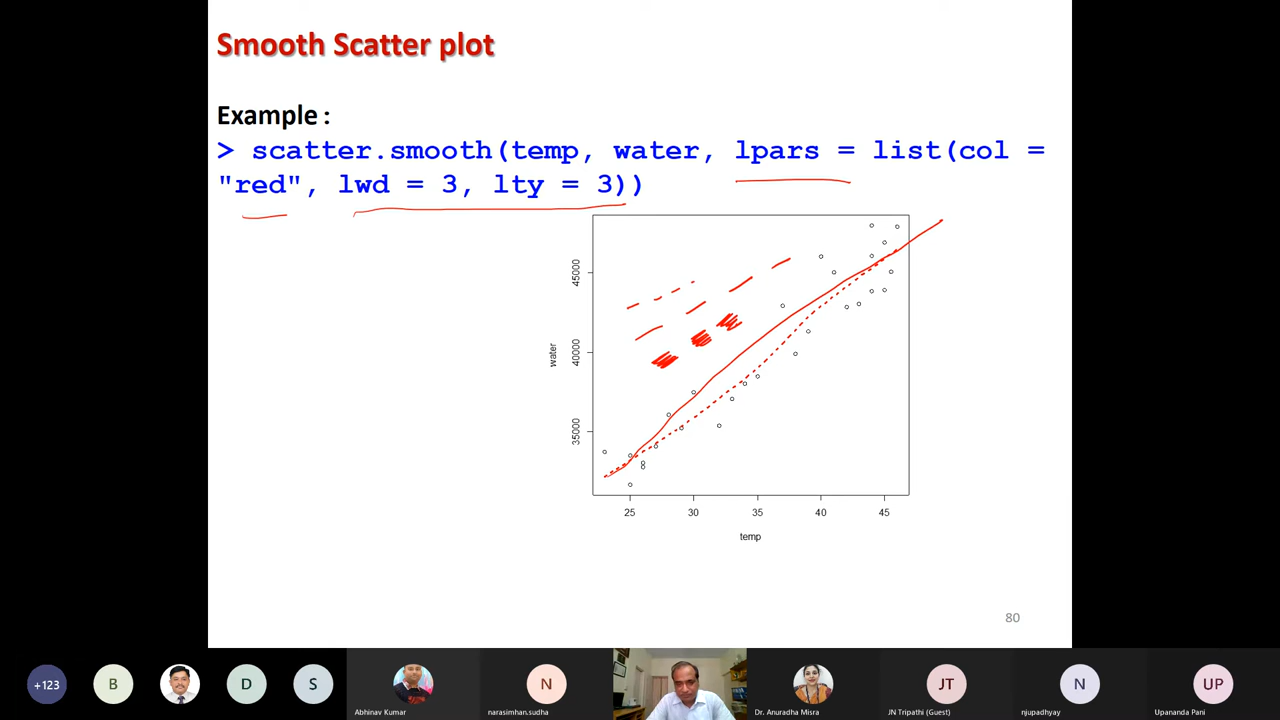 Smooth Scatter plot
Example :
> scatter.smooth(temp, water, lpars = list(col =
"red", lwd = 3, lty = 3))
45000
40000
35000
water
25 30 35 40 45
temp
80
+123
B
D
S
N
JT
N
UP
Abhinav Kumar
narasimhan.sudha
Dr. Anuradha Misra
JN Tripathi (Guest)
njupadhyay
Upananda Pani